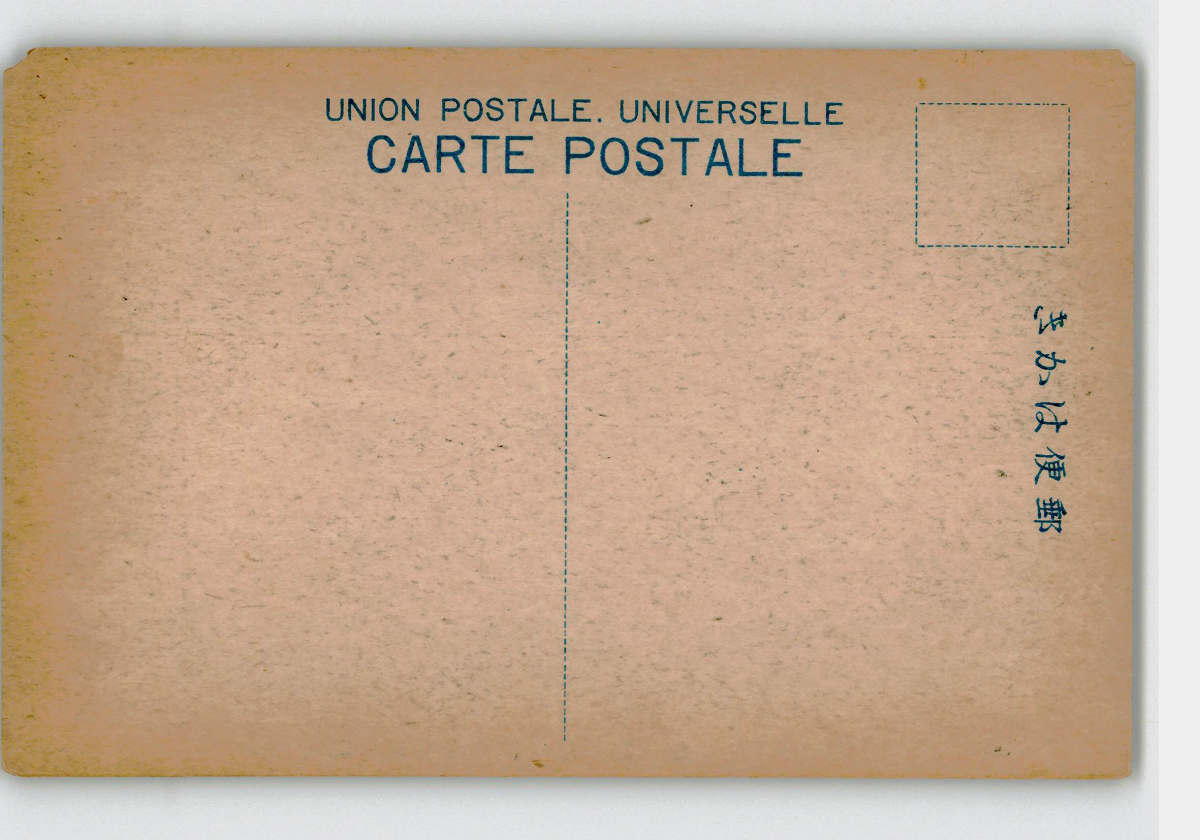 UNION POSTALE. UNIVERSELLE
CARTE POSTALE
郵便はかき